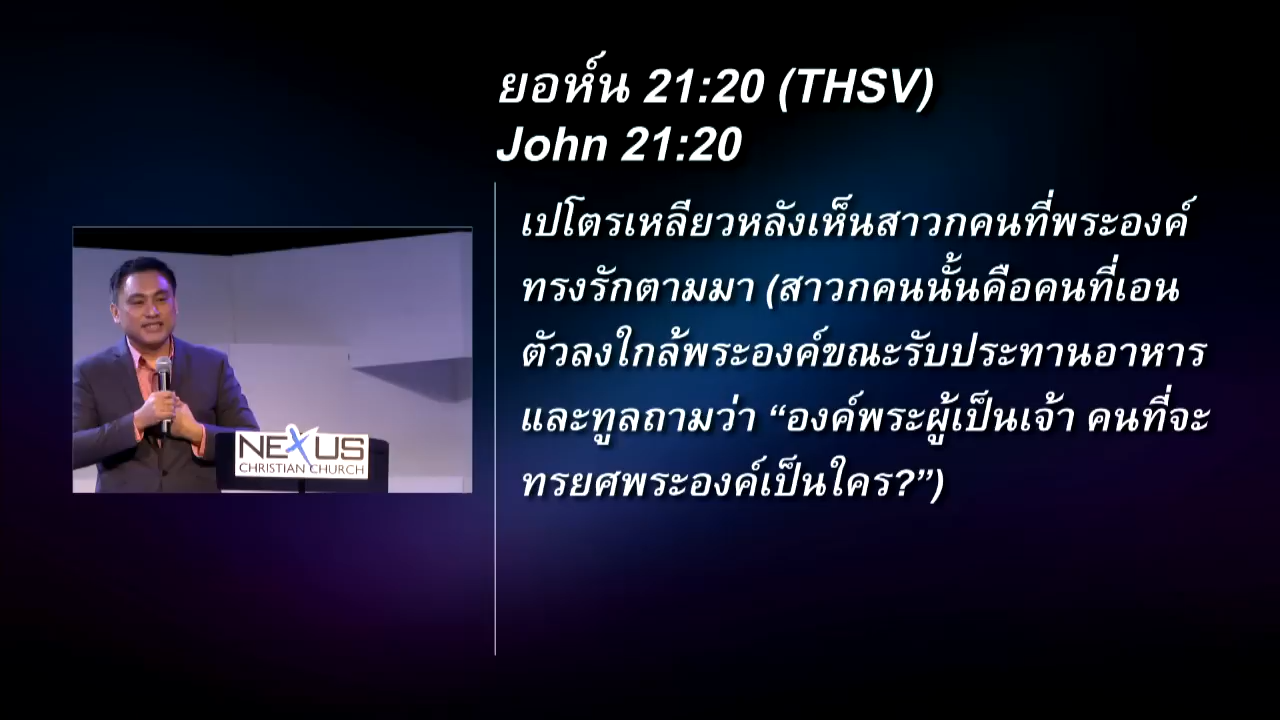 ยอห์น 21:20 (THSV)
John 21:20
เปโตรเหลียวหลังเห็นสาวกคนที่พระองค์
ทรงรักตามมา (สาวกคนนั้นคือคนที่เอน
ตัวลงใกล้พระองค์ขณะรับประทานอาหาร
และทูลถามว่า “องค์พระผู้เป็นเจ้า คนที่จะ
ทรยศพระองค์เป็นใคร?”)
NEXUS
CHRISTIAN CHURCH